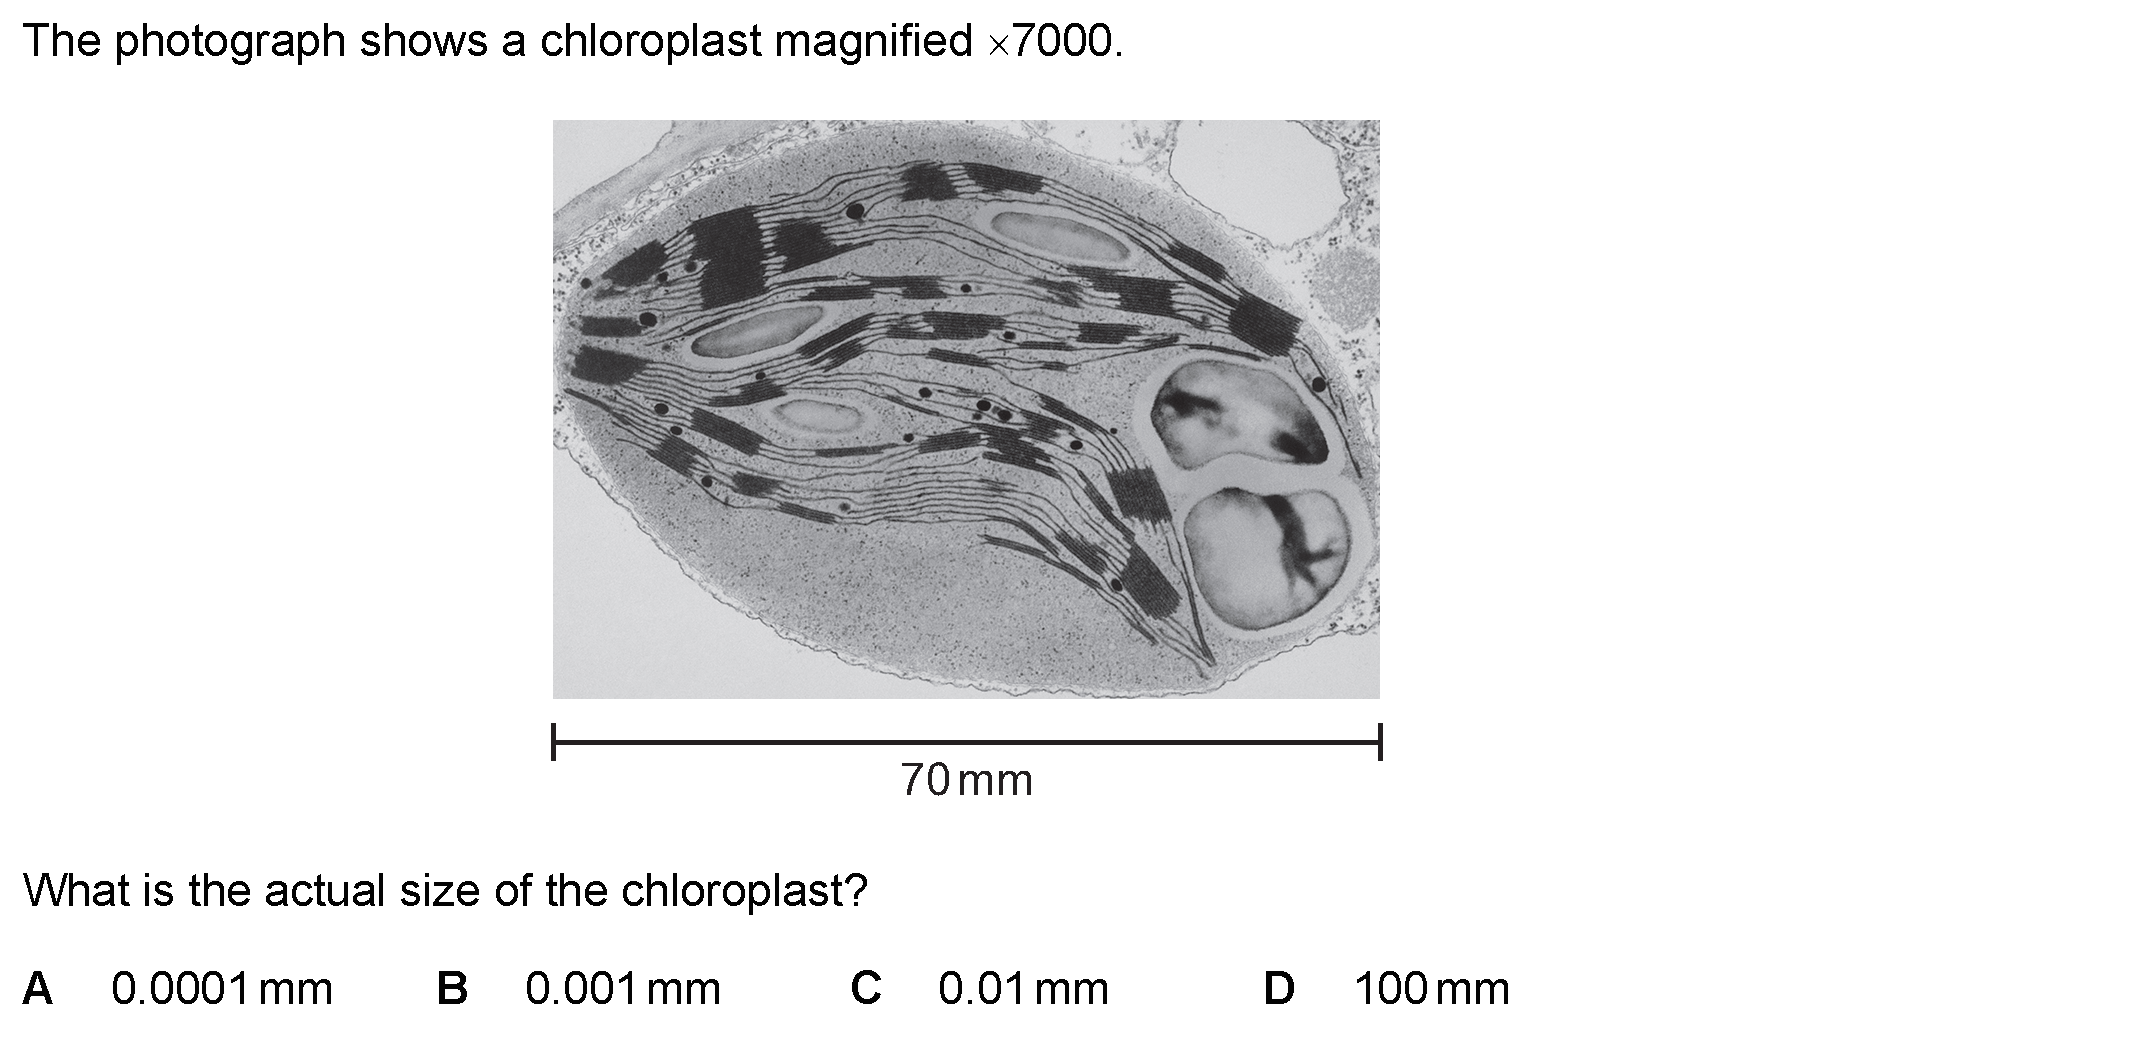 The photograph shows a chloroplast magnified ×7000.
70 mm
What is the actual size of the chloroplast?
A 0.0001 mm B 0.001 mm C 0.01 mm D 100 mm